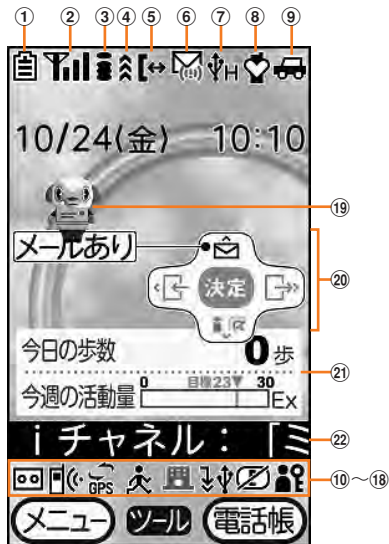 ① ② ③ ④ ⑤ ⑥ ⑦ ⑧ ⑨
H
10/24(金) 10:10
⑲
メールあり
決定
⑳
今日の歩数 0歩
㉑
今週の活動量 0 目標23▼ 30 Ex
iチャネル：「ミ
㉒
GPS
⑩～⑱
メニュー ツール 電話帳